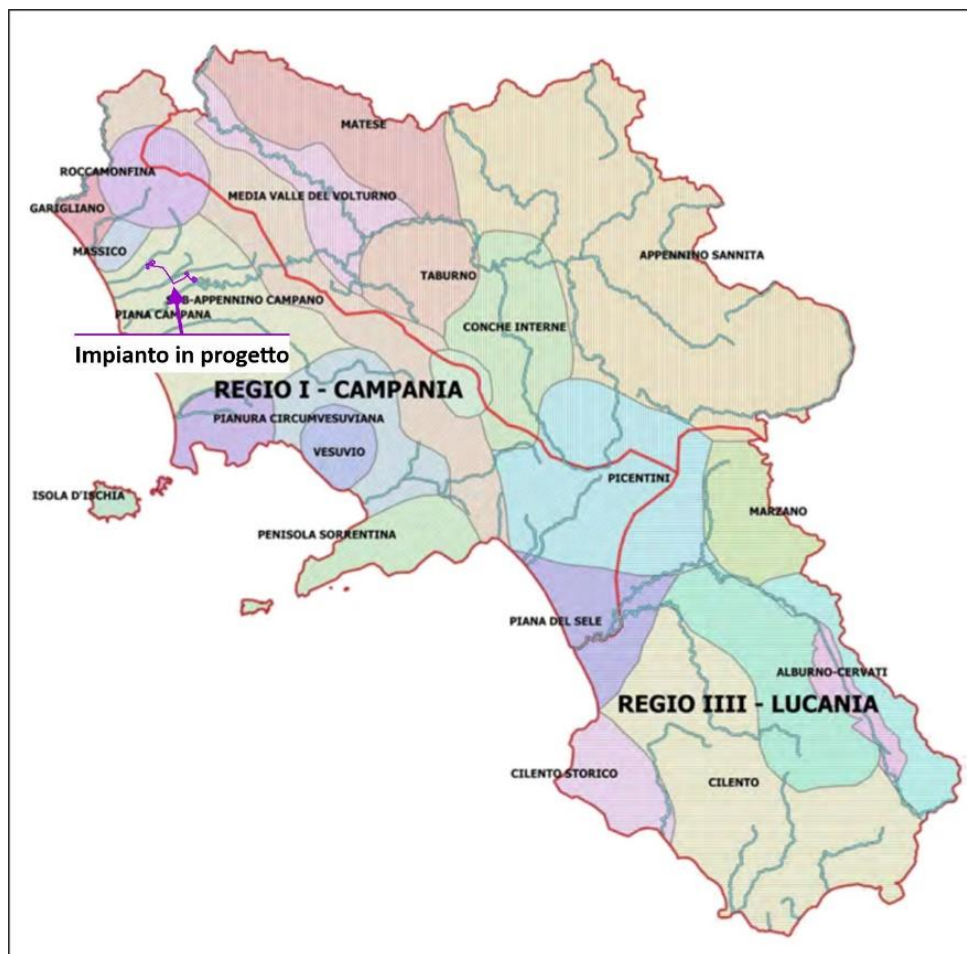 MATESE
ROCCAMONFINA
MEDIA VALLE DEL VOLTURNO
GARIGLIANO
MASSICO
APPENNINO SANNITA
TABURNO
SUB-APPENNINO CAMPANO
PIANA CAMPANA
CONCHE INTERNE
Impianto in progetto
REGIO I - CAMPANIA
PIANURA CIRCUMVESUVIANA
VESUVIO
PICENTINI
ISOLA D'ISCHIA
MARZANO
PENISOLA SORRENTINA
PIANA DEL SELE
ALBURNO-CERVATI
REGIO IIII - LUCANIA
CILENTO STORICO
CILENTO